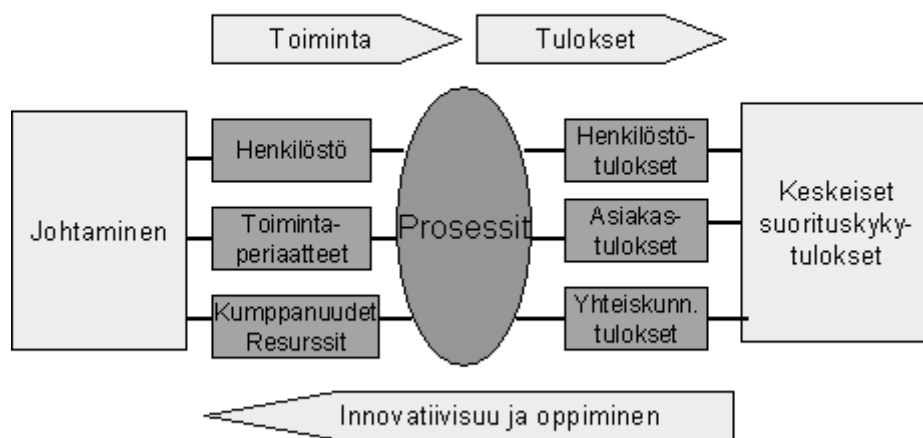 Toiminta
Tulokset
Johtaminen
Henkilöstö
Toiminta-
periaatteet
Kumppanuudet
Resurssit
Prosessit
Henkilöstö-
tulokset
Asiakas-
tulokset
Yhteiskunn.
tulokset
Keskeiset
suorituskyky-
tulokset
Innovatiivisuu ja oppiminen